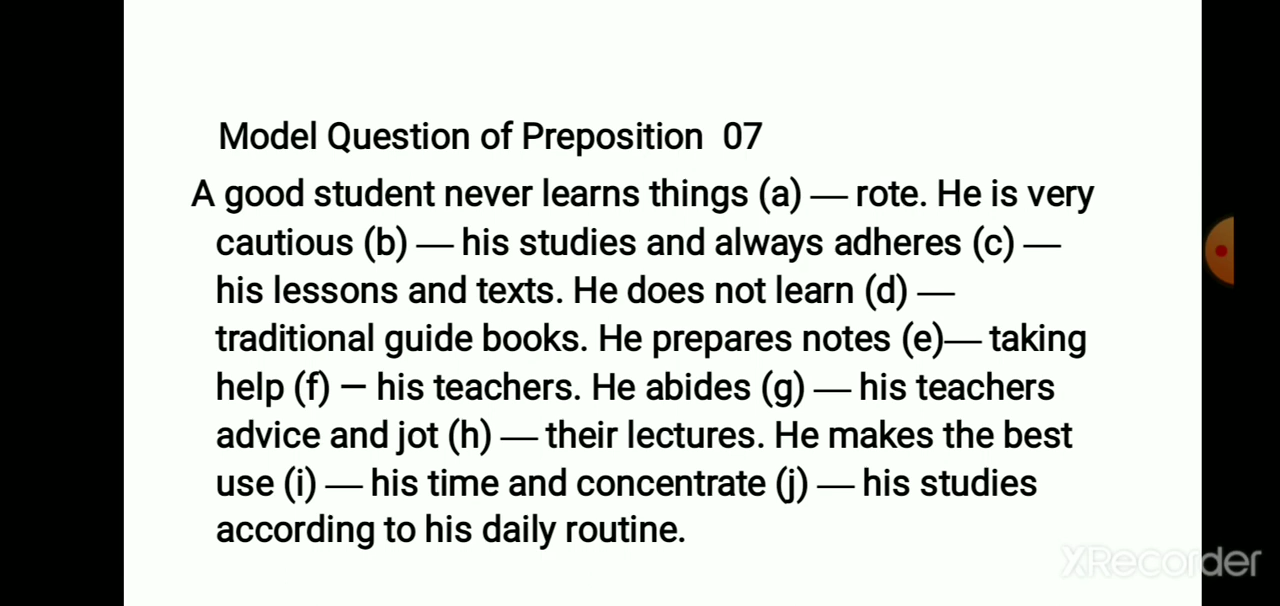 Model Question of Preposition 07
A good student never learns things (a) — rote. He is very
cautious (b) — his studies and always adheres (c) —
his lessons and texts. He does not learn (d) —
traditional guide books. He prepares notes (e)— taking
help (f) – his teachers. He abides (g) — his teachers
advice and jot (h) — their lectures. He makes the best
use (i) — his time and concentrate (j) — his studies
according to his daily routine.
XRecorder